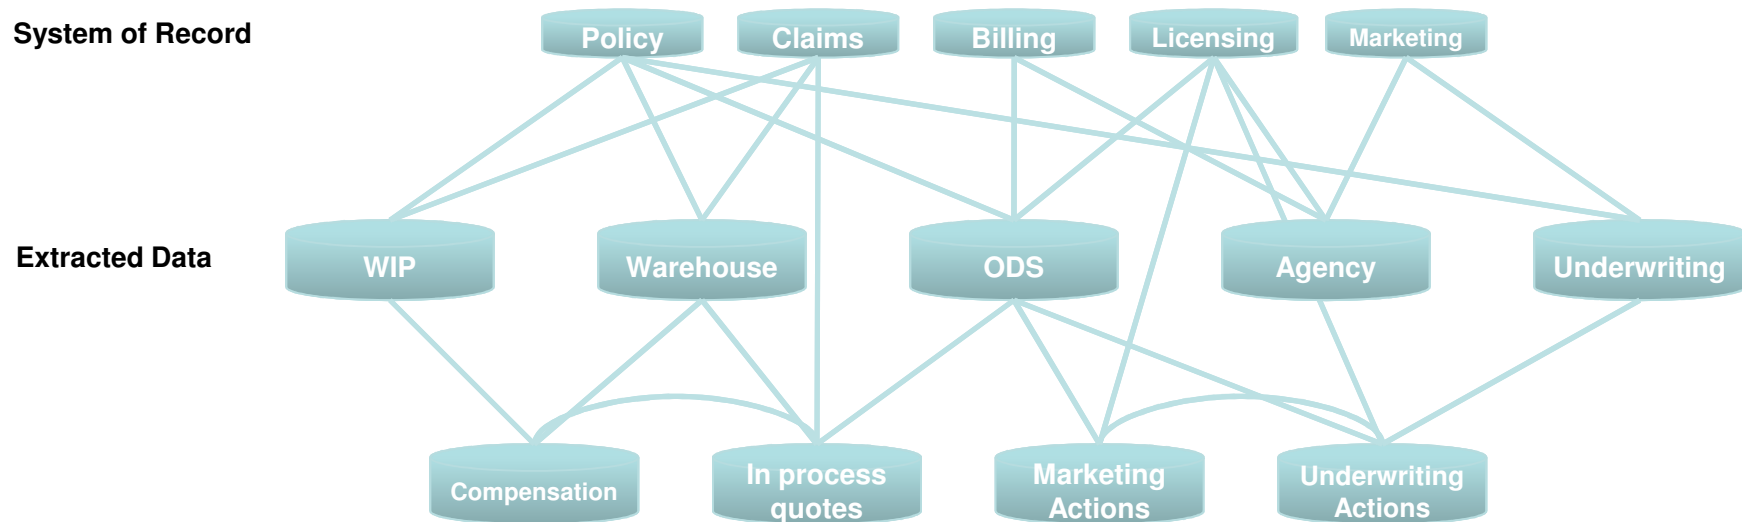 System of Record
Policy
Claims
Billing
Licensing
Marketing
Extracted Data
WIP
Warehouse
ODS
Agency
Underwriting
Compensation
In process
quotes
Marketing
Actions
Underwriting
Actions